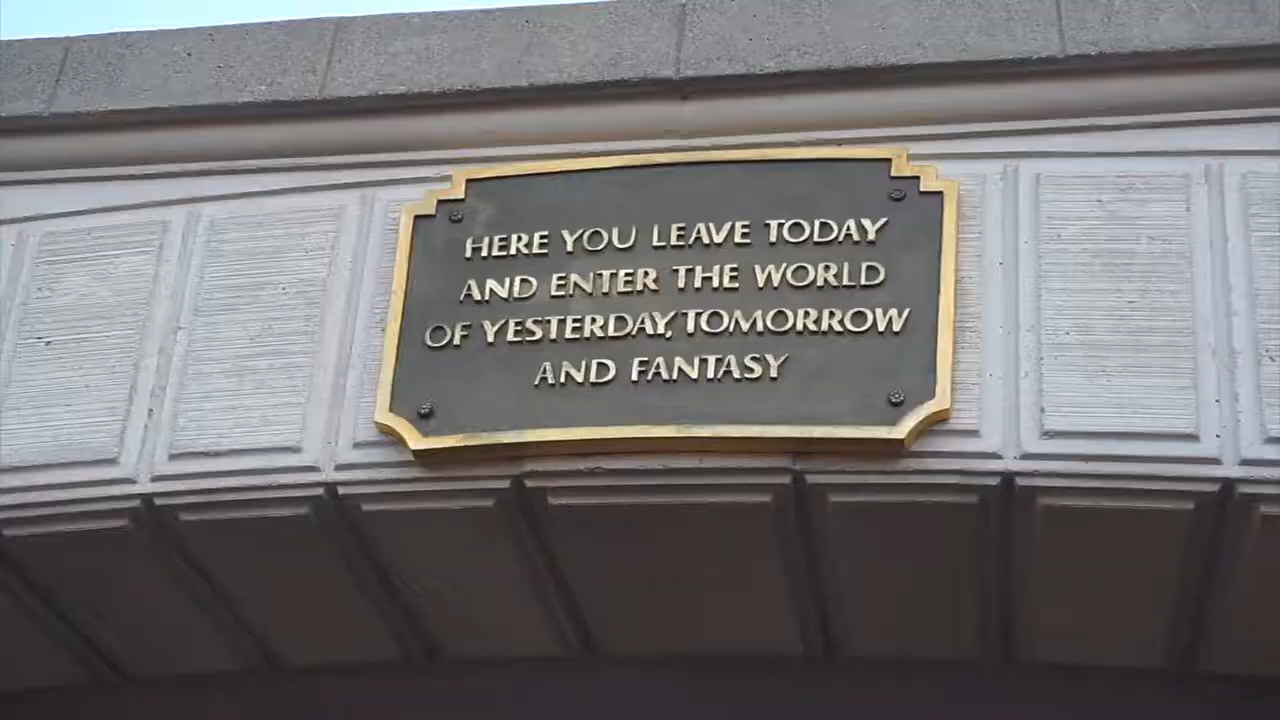 HERE YOU LEAVE TODAY
AND ENTER THE WORLD
OF YESTERDAY, TOMORROW
AND FANTASY